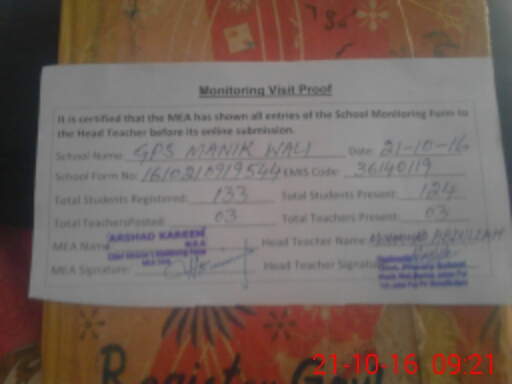 Monitoring Visit Proof
It is certified that the MEA has shown all entries of the School Monitoring Form to
the Head Teacher before its online submission.
School Name: GPS MANIK WALI Date: 21-10-16
School Form No: EMIS Code: 36140119
Total Students Registered: 133 Total Students Present: 124
Total TeachersPosted: 03 Total Teachers Present: 03
MEA Name ARSHAD KAREEM Head Teacher Name: ABDULLAH
M.E.A
MEA Signature: Head Teacher Signature
Register
21-10-16 09:21